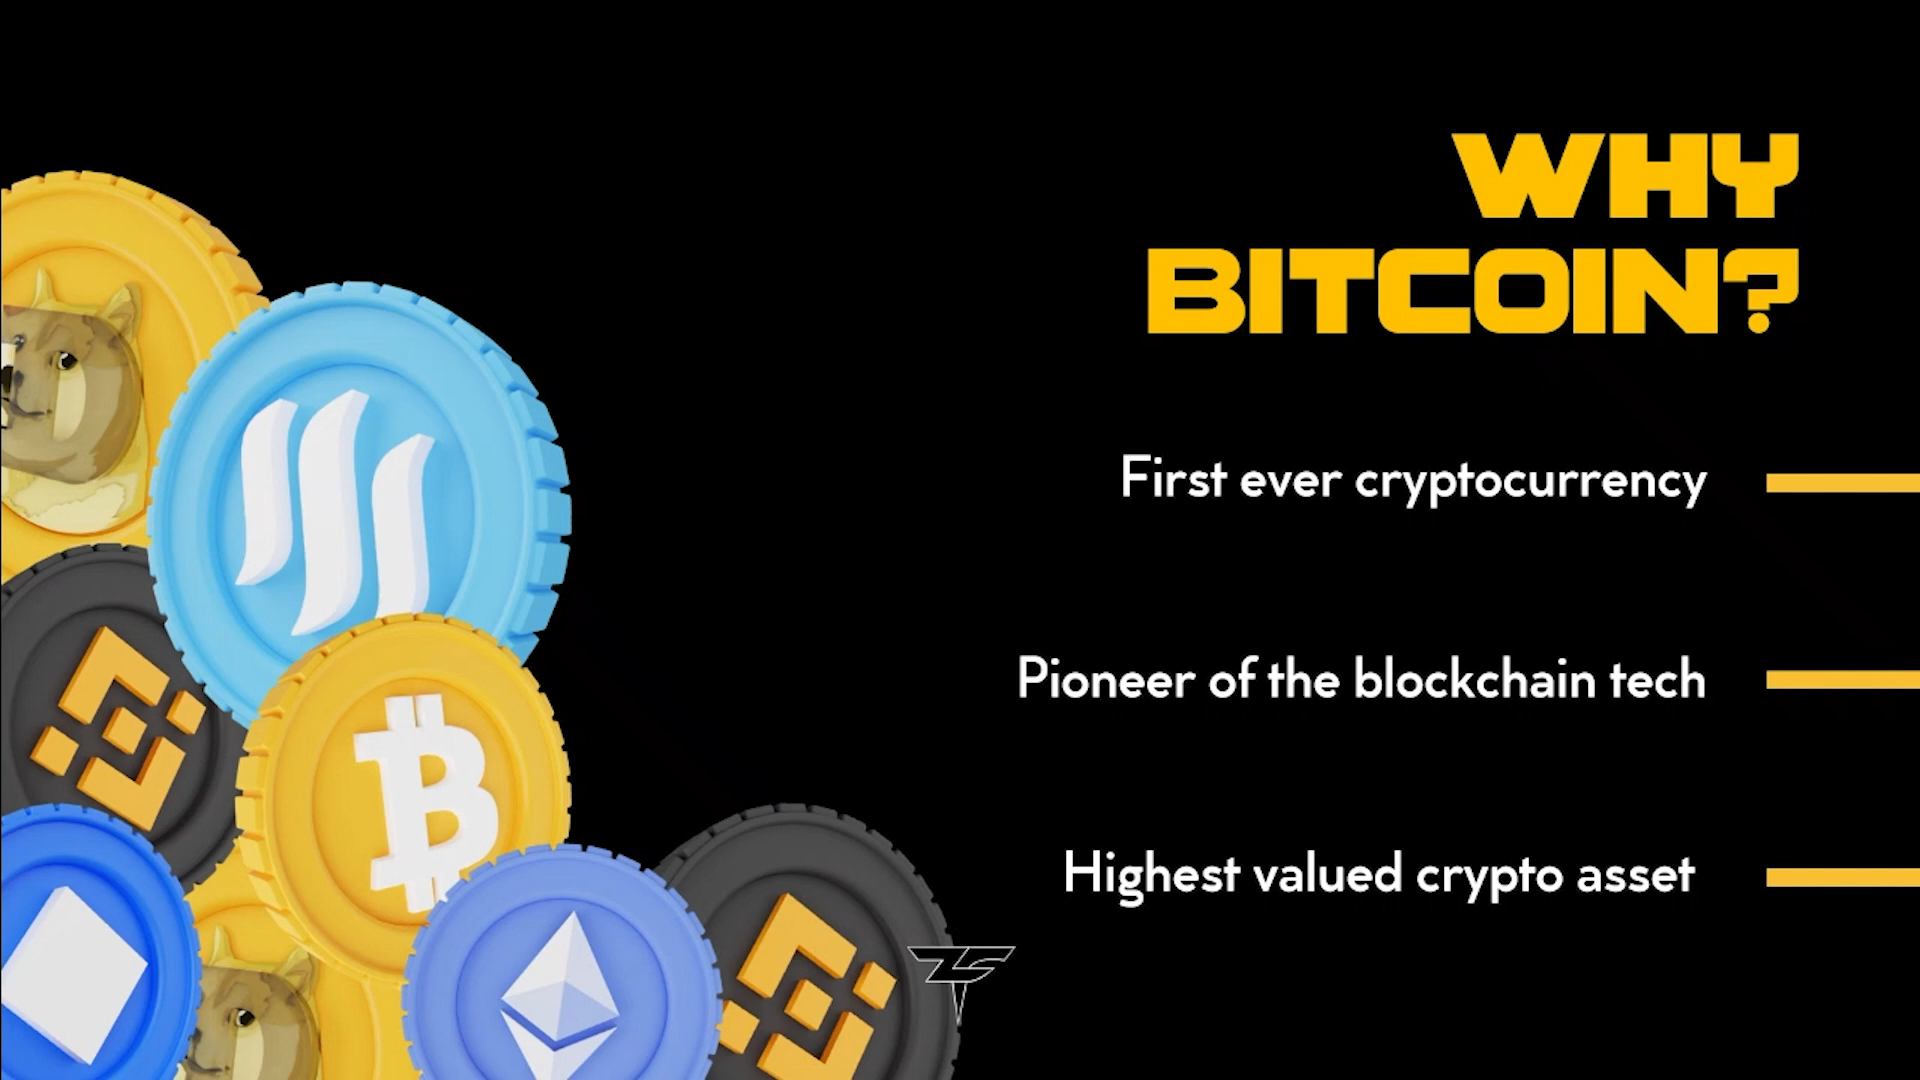 WHY
BITCOIN?
First ever cryptocurrency
Pioneer of the blockchain tech
Highest valued crypto asset